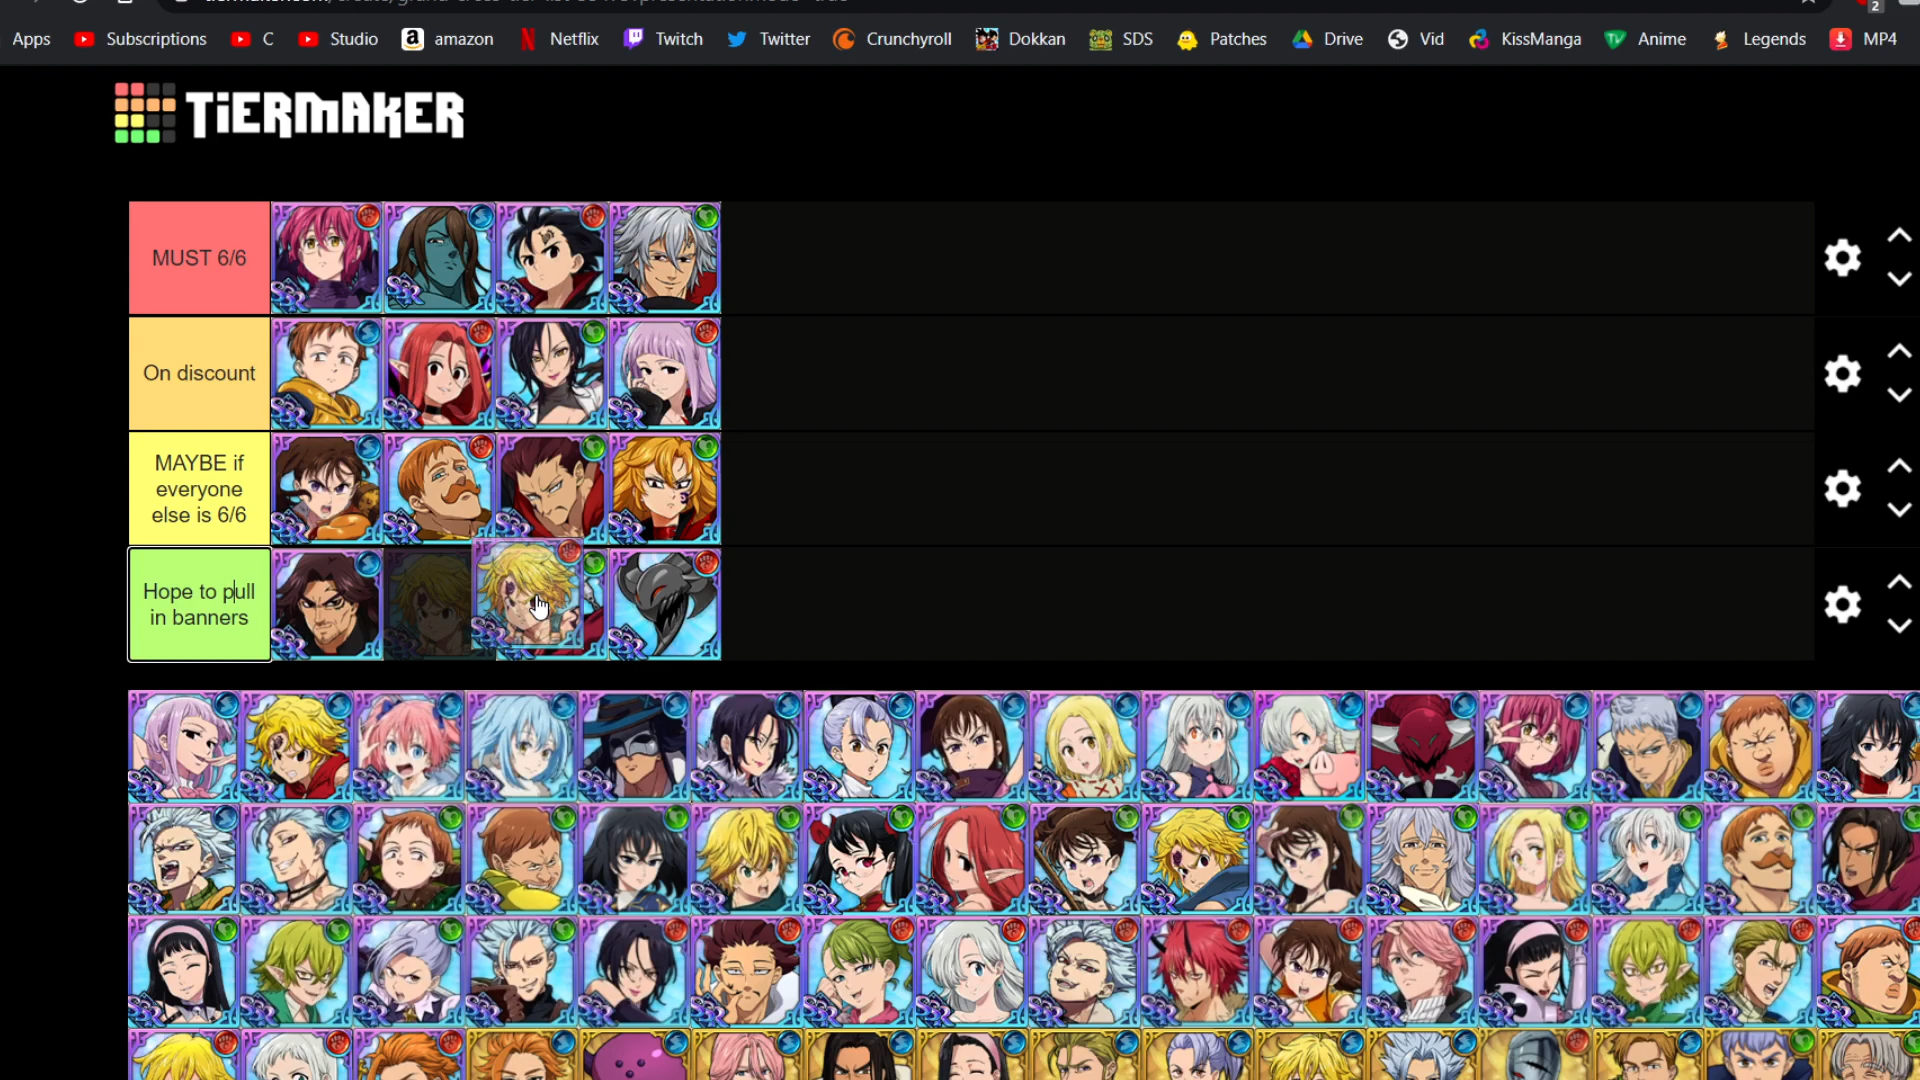 2
Apps Subscriptions C Studio amazon Netflix Twitch Twitter Crunchyroll Dokkan SDS Patches Drive Vid KissManga Anime Legends MP4
TiERMAKER
MUST 6/6
On discount
MAYBE if
everyone
else is 6/6
Hope to pull
in banners